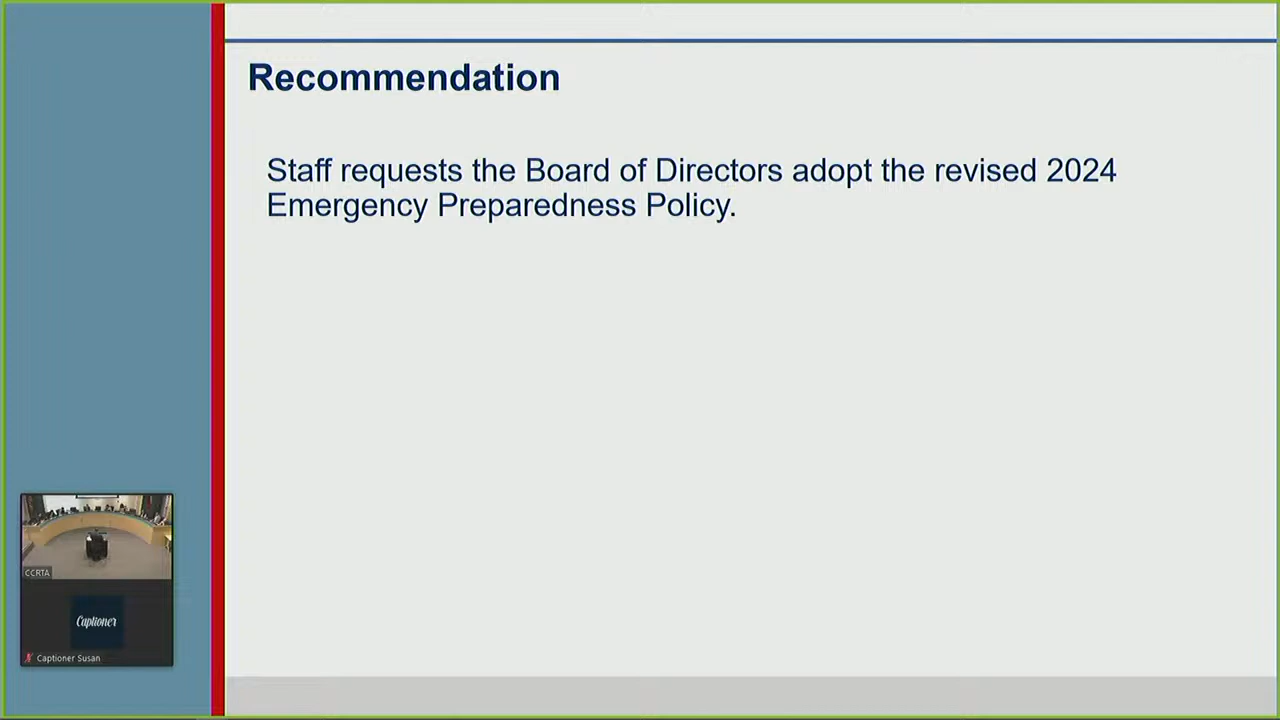 Recommendation
Staff requests the Board of Directors adopt the revised 2024
Emergency Preparedness Policy.
CCRTA
Captioner
Captioner Susan